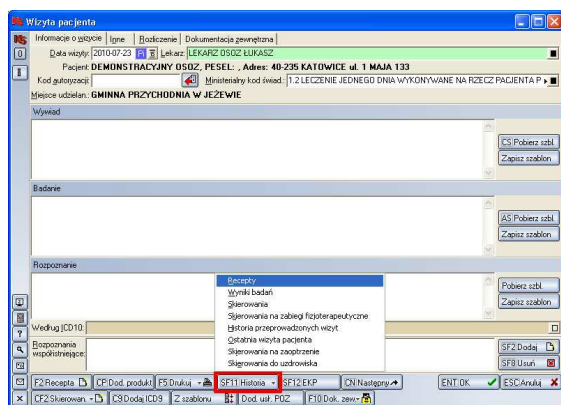 Wizyta pacjenta
Informacje o wizycie Inne Rozliczenie Dokumentacja zewnętrzna
Data wizyty: 2010-07-23 Lekarz: LEKARZ OSOZ ŁUKASZ
Pacjent: DEMONSTRACYJNY OSOZ, PESEL: , Adres: 40-235 KATOWICE ul. 1 MAJA 133
Kod autoryzacji: Ministerialny kod świad.: 1.2 LECZENIE JEDNEGO DNIA WYKONYWANE NA RZECZ PACJENTA P
Miejsce udzielan.: GMINNA PRZYCHODNIA W JEŻEWIE
Wywiad
CS Pobierz szbl.
Zapisz szablon
Badanie
AS Pobierz szbl.
Zapisz szablon
Rozpoznanie
Pobierz szbl.
Zapisz szablon
Recepty
Wyniki badań
Skierowania
Skierowania na zabiegi fizjoterapeutyczne
Historia przeprowadzonych wizyt
Ostatnia wizyta pacjenta
Skierowania na zaoptrzenie
Skierowania do uzdrowiska
Według ICD10:
Rozpoznania
współistniejące:
SF2 Dodaj
SF8 Usuń
F2 Recepta CP Dod. produkt F5 Drukuj SF11 Historia SF12 EKP CN Następny ENT OK ESC Anuluj
CF2 Skierowan. C9 Dodaj ICD9 Z szablonu Dod. usł. POZ F10 Dok. zew.